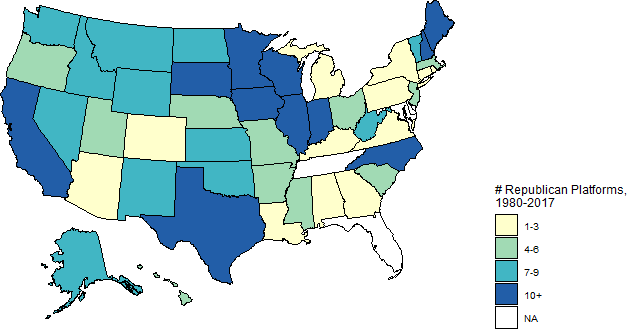 # Republican Platforms,
1980-2017
1-3
4-6
7-9
10+
NA